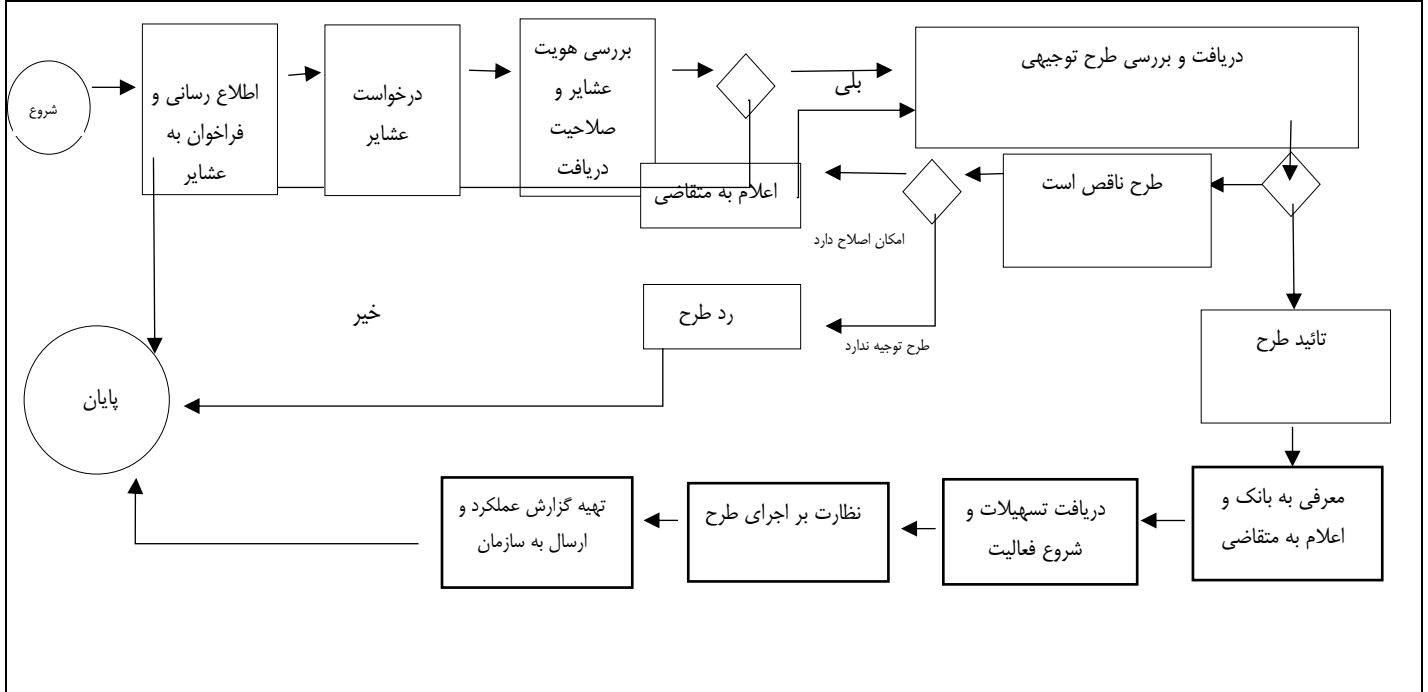 شروع
اطلاع رسانی و
فراخوان به
عشایر
درخواست
عشایر
بررسی هویت
عشایر و
صلاحیت
دریافت
بلی
دریافت و بررسی طرح توجیهی
طرح ناقص است
اعلام به متقاضی
امکان اصلاح دارد
خیر
رد طرح
طرح توجیه ندارد
تائید طرح
پایان
معرفی به بانک و
اعلام به متقاضی
دریافت تسهیلات و
شروع فعالیت
نظارت بر اجرای طرح
تهیه گزارش عملکرد و
ارسال به سازمان